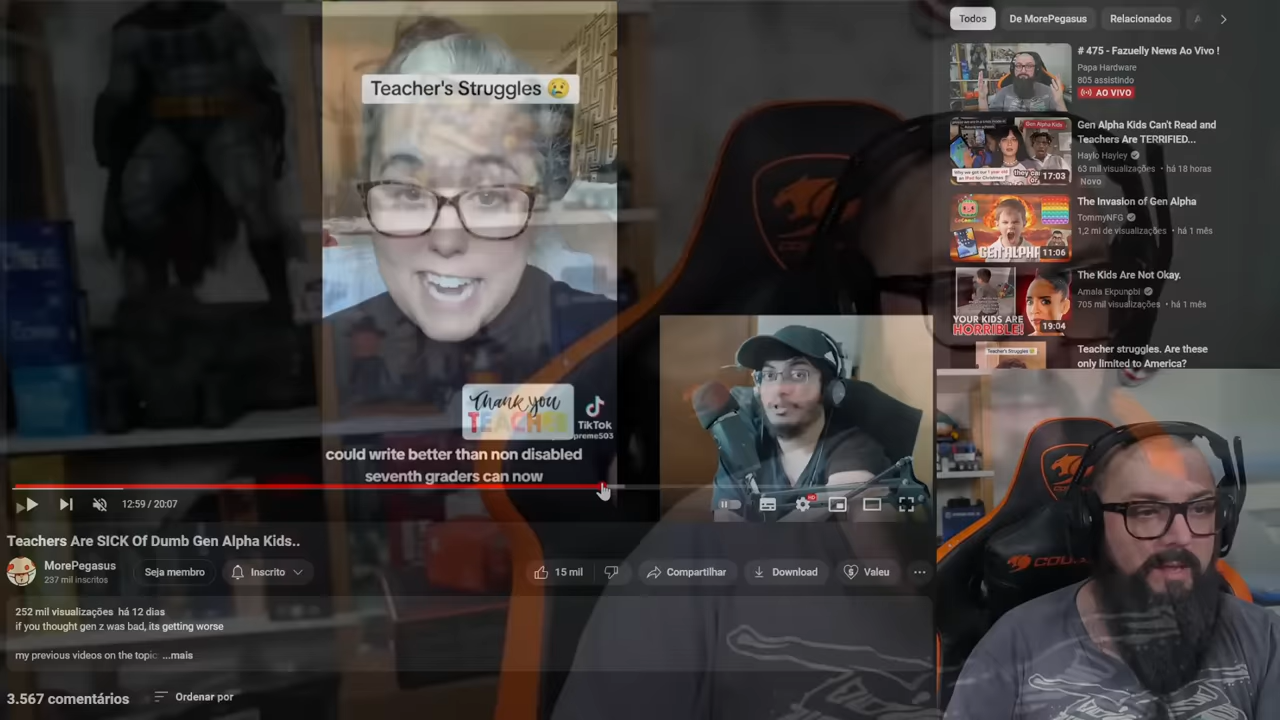 Teacher's Struggles 😢
Thank you
TEACHER
TikTok
could write better than non disabled
seventh graders can now
12:59 / 20:07
Teachers Are SICK Of Dumb Gen Alpha Kids..
MorePegasus
237 mil inscritos
Seja membro
Inscrito
15 mil
Compartilhar
Download
Valeu
252 mil visualizações há 12 dias
if you thought gen z was bad, its getting worse
my previous videos on the topic
...mais
3.567 comentários
Ordenar por
Todos
De MorePegasus
Relacionados
# 475 - Fazuelly News Ao Vivo !
Papa Hardware
805 assistindo
AO VIVO
Gen Alpha Kids Can't Read and
Teachers Are TERRIFIED...
Haylo Hayley
63 mil visualizações • há 18 horas
Novo
Gen Alpha Kids
17:03
The Invasion of Gen Alpha
TommyNFG
1,2 mi de visualizações • há 1 mês
GEN ALPHA
11:06
The Kids Are Not Okay.
Amala Ekpunobi
705 mil visualizações • há 1 mês
YOUR KIDS ARE
HORRIBLE!
19:04
Teacher struggles. Are these
only limited to America?
Teacher's Struggles